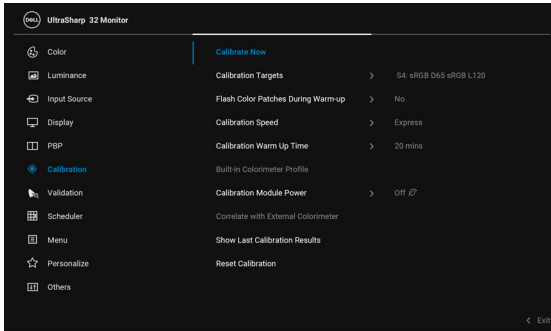 DELL UltraSharp 32 Monitor
Color
Luminance
Input Source
Display
PBP
Calibration
Validation
Scheduler
Menu
Personalize
Others
Calibrate Now
Calibration Targets > S4: sRGB D65 sRGB L120
Flash Color Patches During Warm-up > No
Calibration Speed > Express
Calibration Warm Up Time > 20 mins
Built-in Colorimeter Profile
Calibration Module Power > Off
Correlate with External Colorimeter
Show Last Calibration Results
Reset Calibration
< Exit